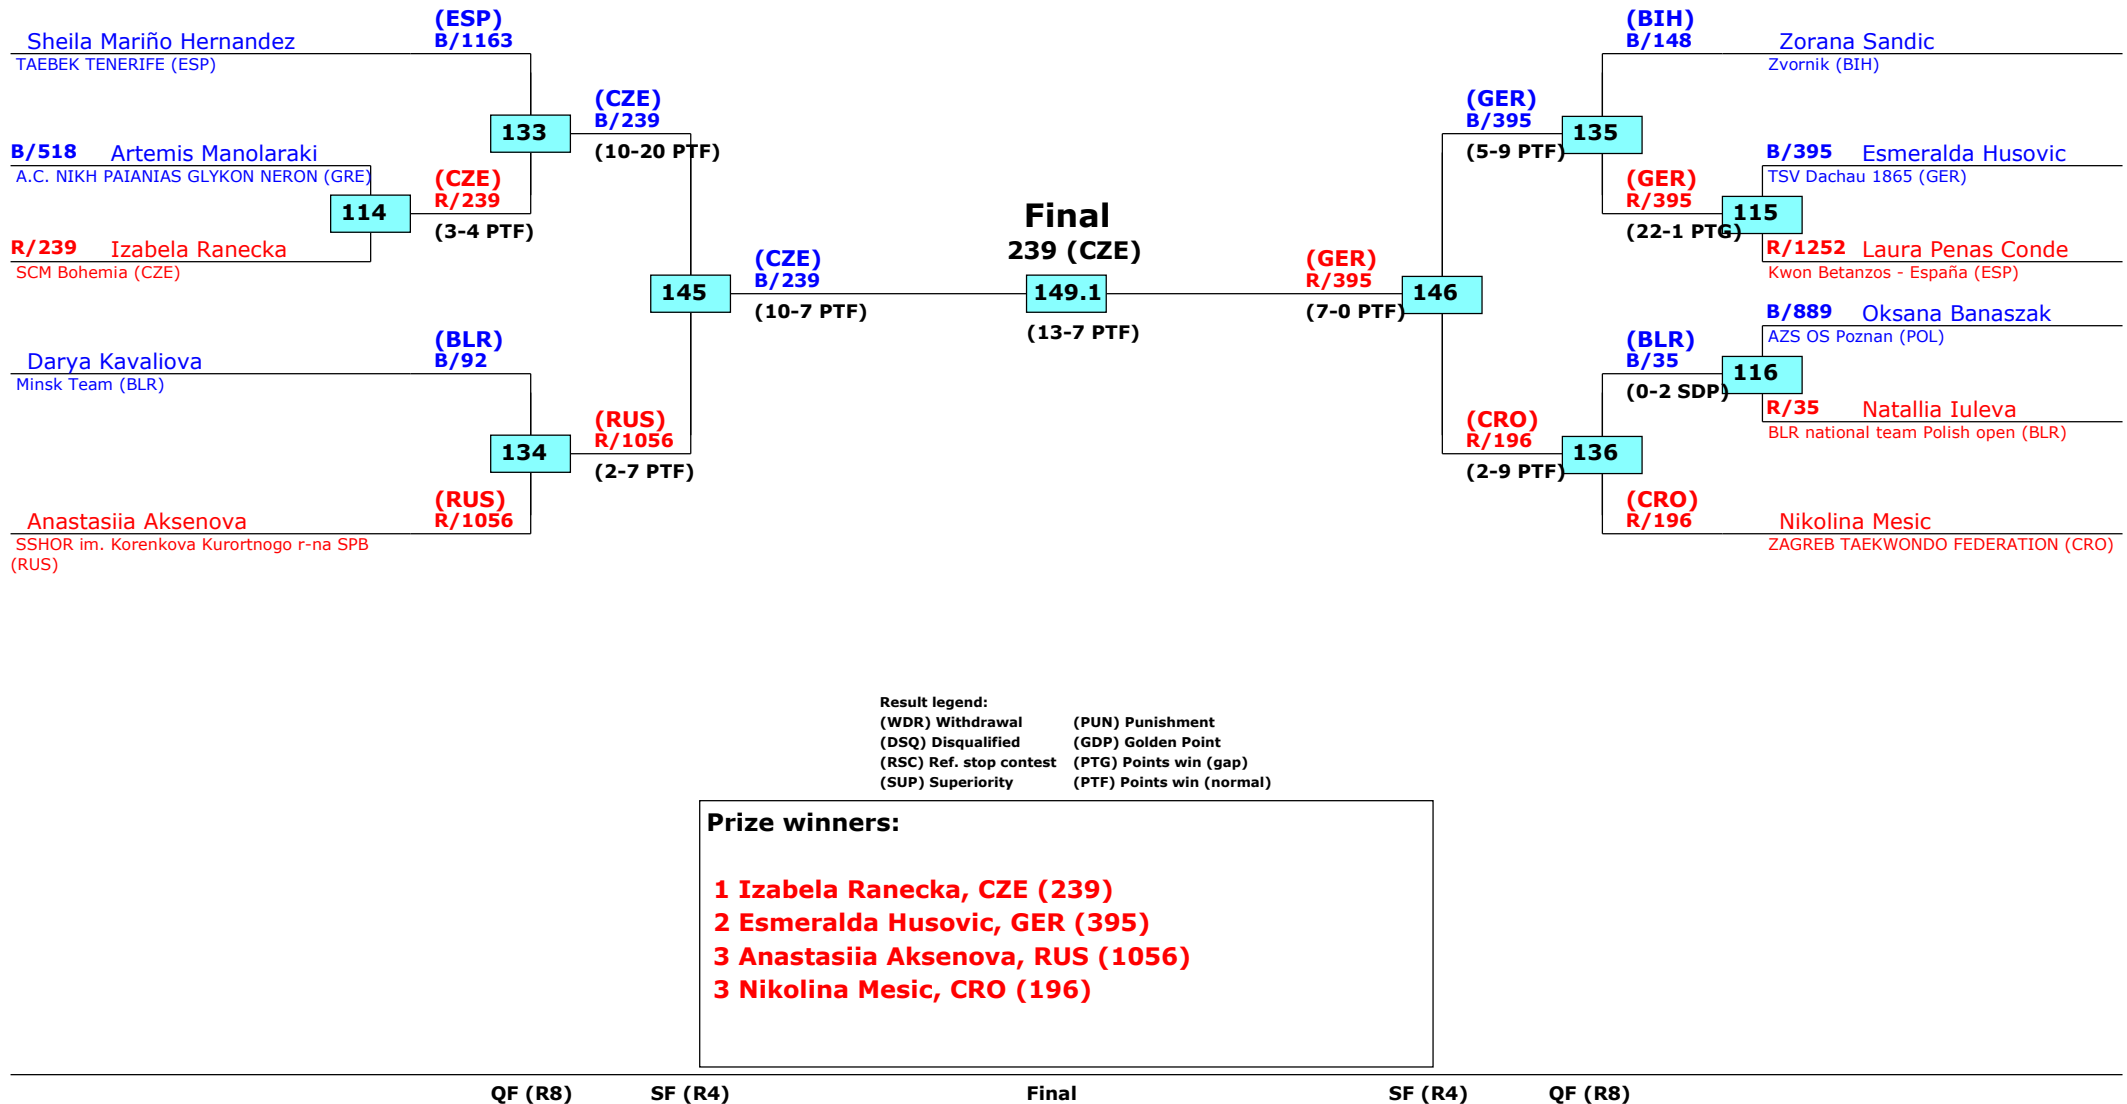 (ESP)
Sheila Mariño Hernandez B/1163
TAEBEK TENERIFE (ESP)
133
(CZE)
B/239
(10-20 PTF)
B/518 Artemis Manolaraki
A.C. NIKH PAIANIAS GLYKON NERON (GRE)
114
(CZE)
R/239
(3-4 PTF)
R/239 Izabela Ranecka
SCM Bohemia (CZE)
145
(CZE)
B/239
(10-7 PTF)
(BLR)
Darya Kavaliova B/92
Minsk Team (BLR)
134
(RUS)
R/1056
(2-7 PTF)
(RUS)
Anastasiia Aksenova R/1056
SSHOR im. Korenkova Kurortnogo r-na SPB
(RUS)
Final
239 (CZE)
149.1
(13-7 PTF)
(GER)
R/395
(7-0 PTF)
146
(BIH)
B/148 Zorana Sandic
Zvornik (BIH)
(GER)
B/395
(5-9 PTF)
135
B/395 Esmeralda Husovic
TSV Dachau 1865 (GER)
(GER)
R/395
(22-1 PTG)
115
R/1252 Laura Penas Conde
Kwon Betanzos - España (ESP)
B/889 Oksana Banaszak
AZS OS Poznan (POL)
(BLR)
B/35
(0-2 SDP)
116
R/35 Natallia Iuleva
BLR national team Polish open (BLR)
(CRO)
R/196
(2-9 PTF)
136
(CRO)
R/196 Nikolina Mesic
ZAGREB TAEKWONDO FEDERATION (CRO)
Result legend:
(WDR) Withdrawal (PUN) Punishment
(DSQ) Disqualified (GDP) Golden Point
(RSC) Ref. stop contest (PTG) Points win (gap)
(SUP) Superiority (PTF) Points win (normal)
Prize winners:
1 Izabela Ranecka, CZE (239)
2 Esmeralda Husovic, GER (395)
3 Anastasiia Aksenova, RUS (1056)
3 Nikolina Mesic, CRO (196)
QF (R8) SF (R4) Final SF (R4) QF (R8)